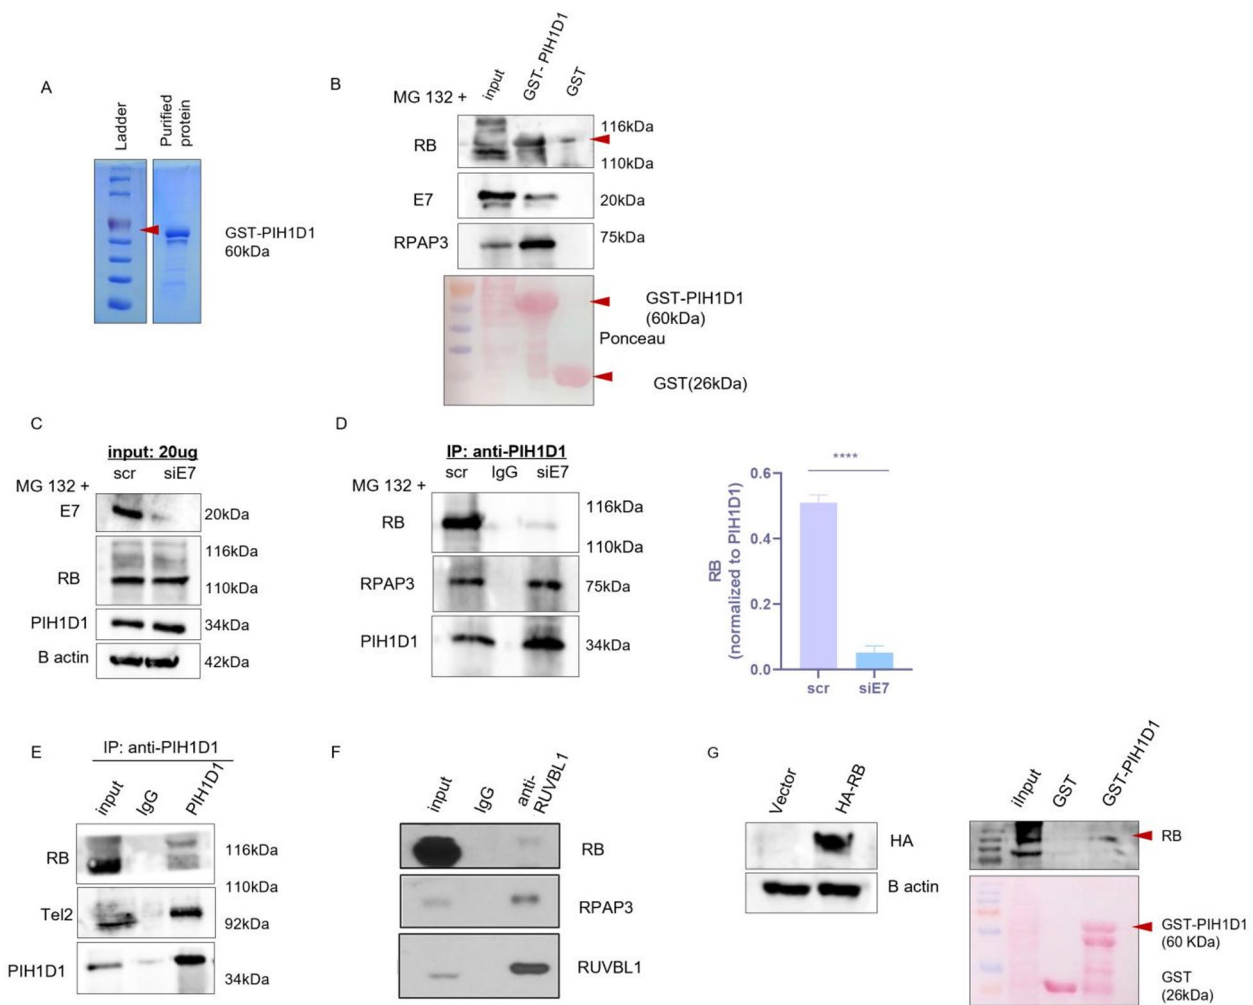 A
Ladder
Purified
protein
GST-PIH1D1
60kDa
B
MG 132 +
input
GST- PIH1D1
GST
RB
116kDa
110kDa
E7
20kDa
RPAP3
75kDa
GST-PIH1D1
(60kDa)
Ponceau
GST(26kDa)
C
input: 20ug
scr
siE7
MG 132 +
E7
20kDa
RB
116kDa
110kDa
PIH1D1
34kDa
B actin
42kDa
D
IP: anti-PIH1D1
scr
IgG
siE7
MG 132 +
RB
116kDa
110kDa
RPAP3
75kDa
PIH1D1
34kDa
****
RB
(normalized to PIH1D1)
0.6
0.4
0.2
0.0
scr
siE7
E
IP: anti-PIH1D1
input
IgG
PIH1D1
RB
116kDa
110kDa
Tel2
92kDa
PIH1D1
34kDa
F
input
IgG
anti-
RUVBL1
RB
RPAP3
RUVBL1
G
Vector
HA-RB
HA
B actin
iInput
GST
GST-PIH1D1
RB
GST-PIH1D1
(60 KDa)
GST
(26kDa)